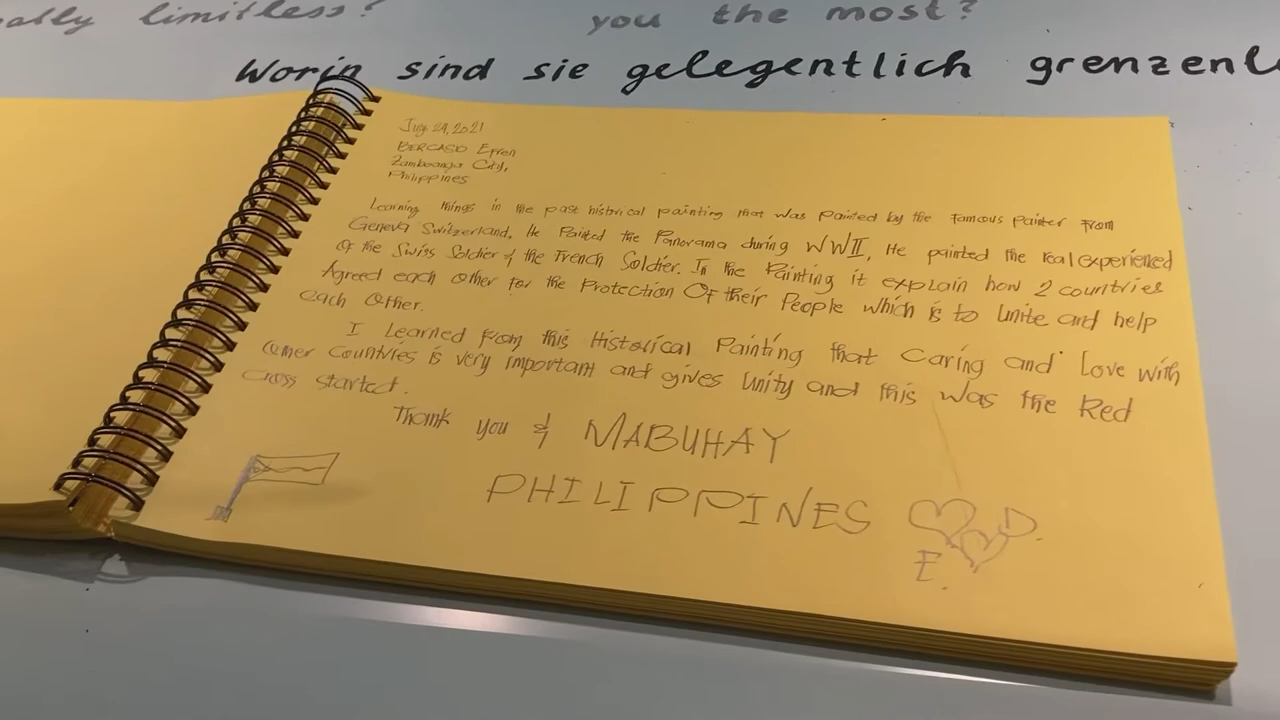 ally limitless?
you the most?
Worin sind sie gelegentlich grenzenl
July 29, 2021
BERCASIO Efren
Zamboanga City,
Philippines
Learning things in the past historical painting that was painted by the famous painter from
Geneva Switzerland, He Painted the Panorama during WWII, He painted the real experienced
Of the Swiss Soldier & the French Soldier. In the Painting it explain how 2 countries
Agreed each other for the Protection Of their People which is to Unite and help
each Other.
I Learned from this Historical Painting that Caring and Love with
Other Countries is very important and gives Unity and this was the Red
Cross started.
Thank you & MABUHAY
PHILIPPINES
D.
E.